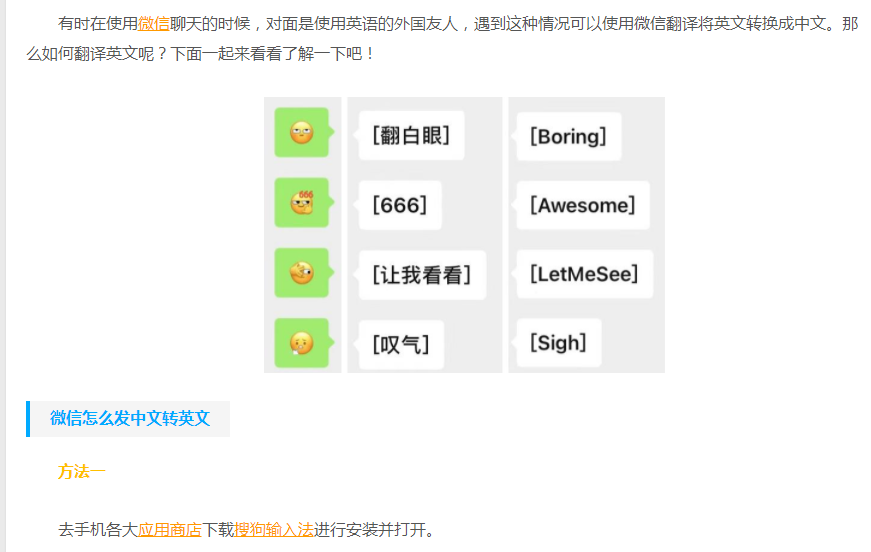 有时在使用微信聊天的时候，对面是使用英语的外国友人，遇到这种情况可以使用微信翻译将英文转换成中文。那
么如何翻译英文呢？下面一起来看看了解一下吧！
[翻白眼] [Boring]
666 [666] [Awesome]
[让我看看] [LetMeSee]
[叹气] [Sigh]
微信怎么发中文转英文
方法一
去手机各大应用商店下载搜狗输入法进行安装并打开。